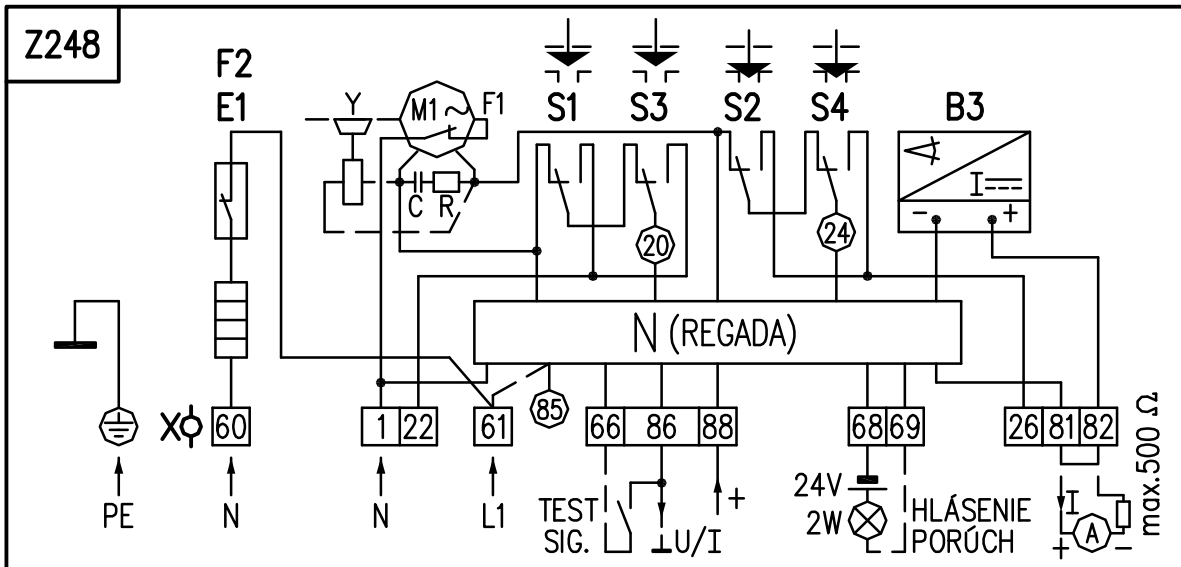 Z248
F2
E1
Y
M1
F1
S1 S3 S2 S4 B3
C R
I
- +
20
24
N (REGADA)
85
X 60 1 22 61 66 86 88 68 69 26 81 82
max.500 Ω
PE N N L1
TEST
SIG.
U/I
+
24V
2W
HLÁSENIE
PORÚCH
I
A
+ -